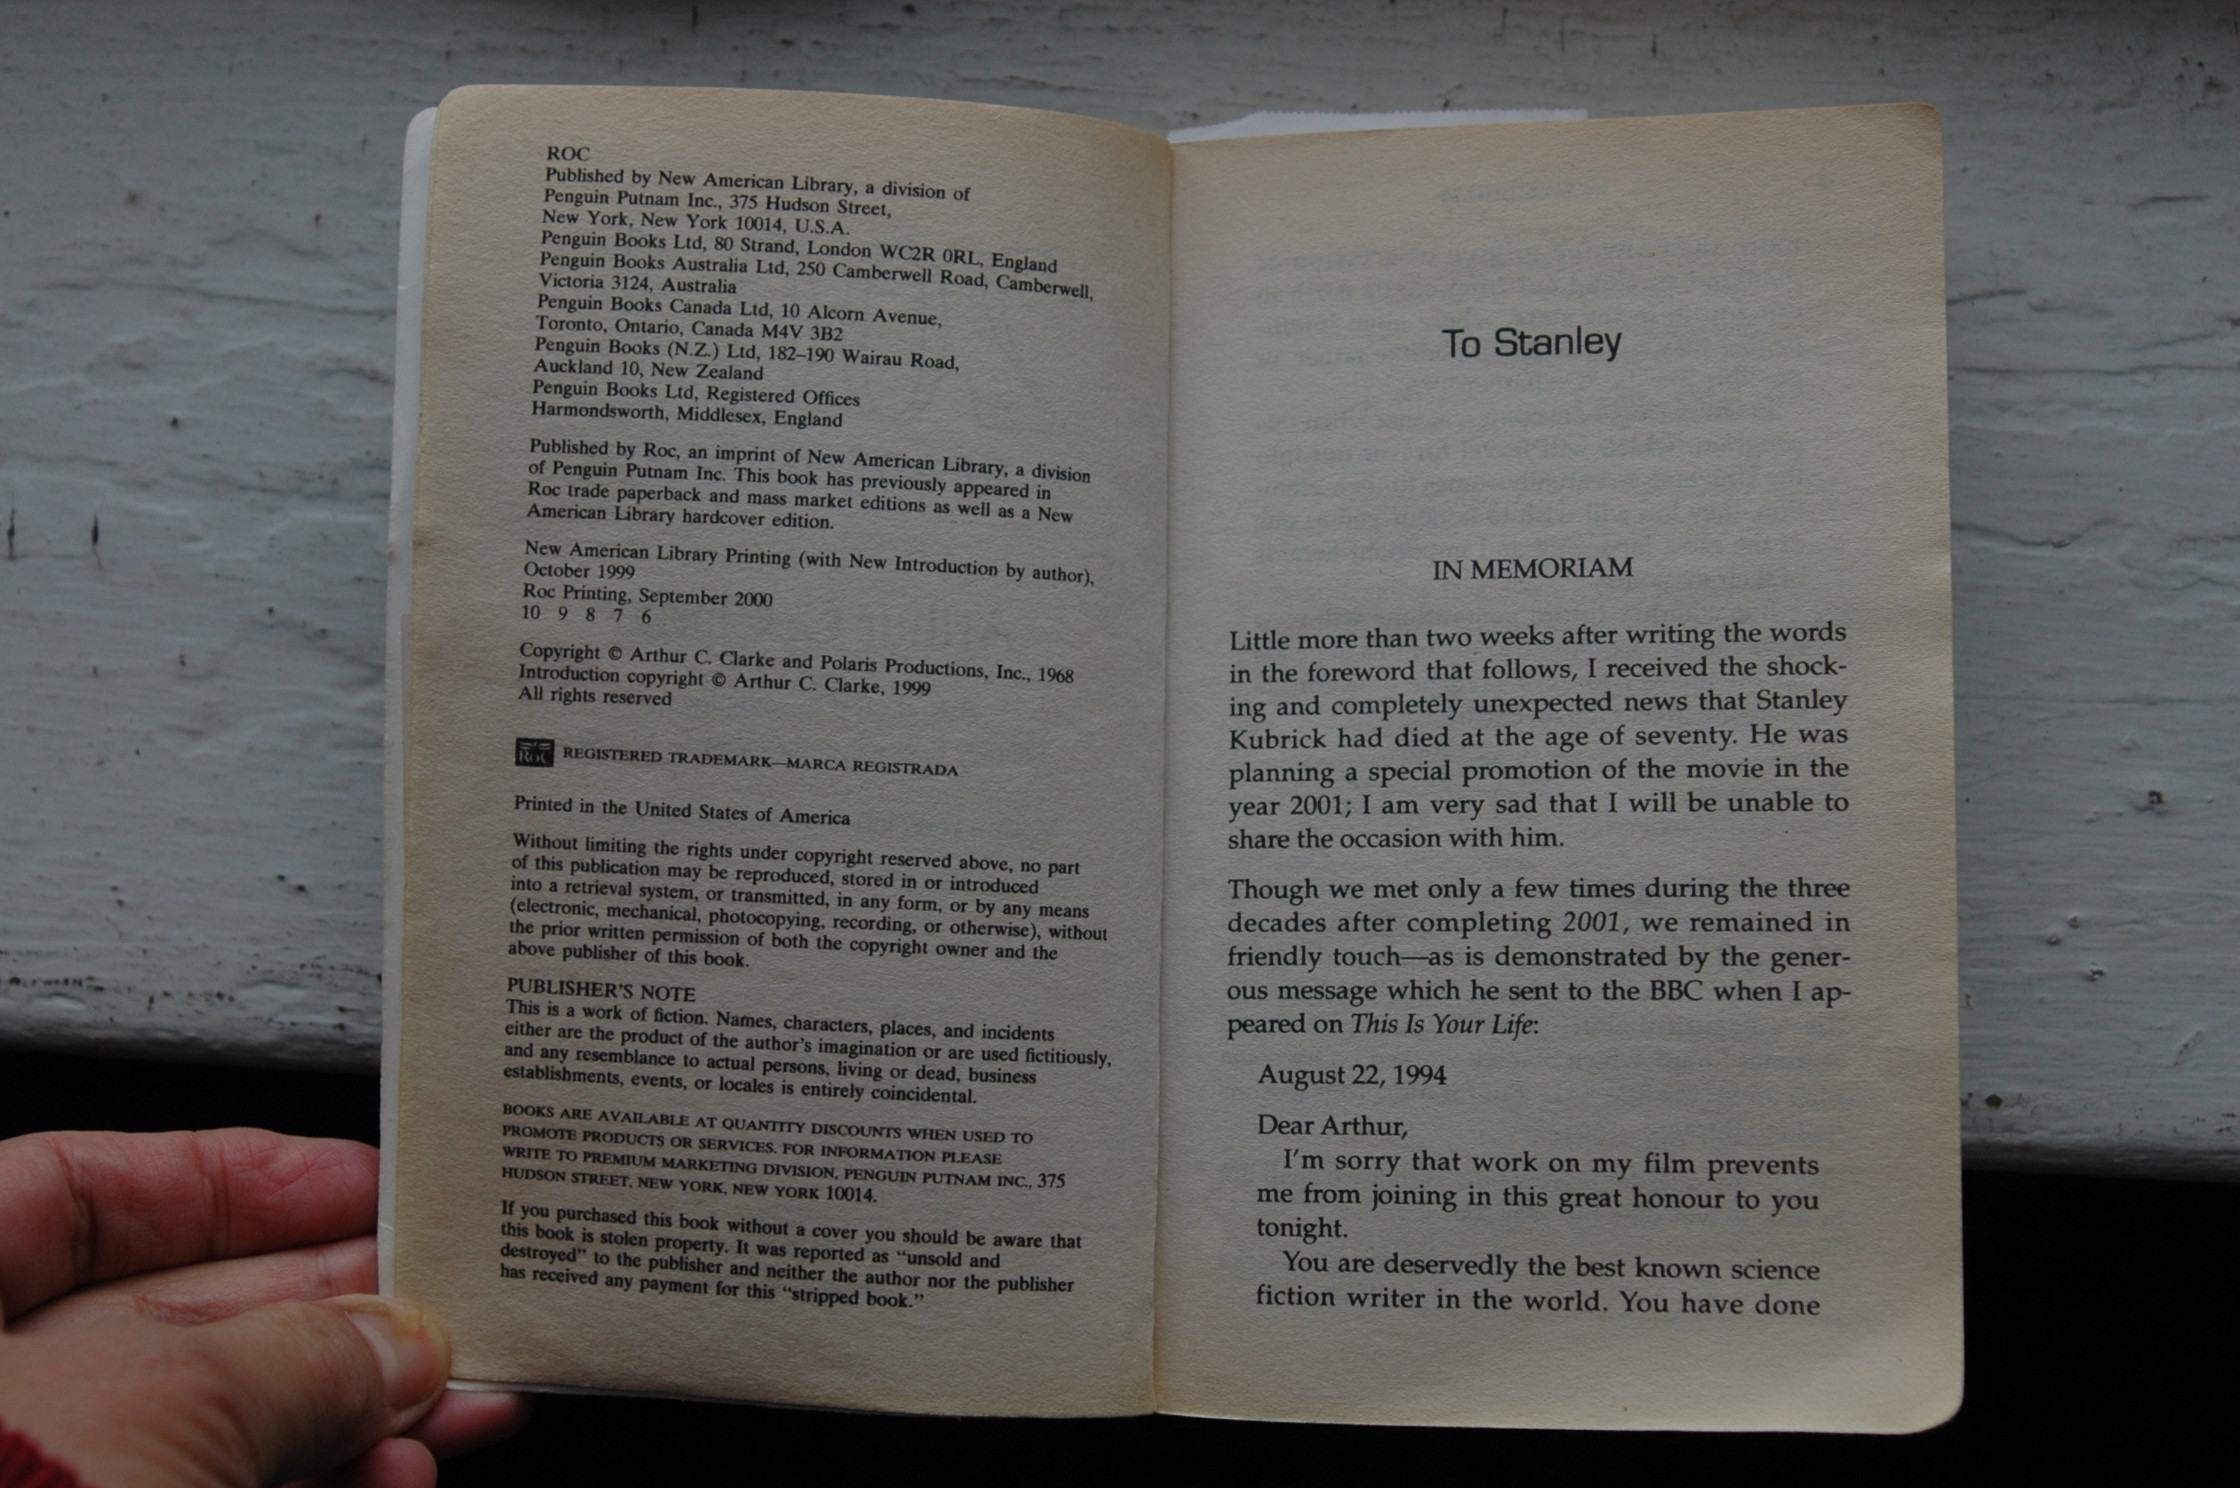 ROC
Published by New American Library, a division of
Penguin Putnam Inc., 375 Hudson Street,
New York, New York 10014, U.S.A.
Penguin Books Ltd, 80 Strand, London WC2R 0RL, England
Penguin Books Australia Ltd, 250 Camberwell Road, Camberwell,
Victoria 3124, Australia
Penguin Books Canada Ltd, 10 Alcorn Avenue,
Toronto, Ontario, Canada M4V 3B2
Penguin Books (N.Z.) Ltd, 182–190 Wairau Road,
Auckland 10, New Zealand
Penguin Books Ltd, Registered Offices
Harmondsworth, Middlesex, England
Published by Roc, an imprint of New American Library, a division
of Penguin Putnam Inc. This book has previously appeared in
Roc trade paperback and mass market editions as well as a New
American Library hardcover edition.
New American Library Printing (with New Introduction by author),
October 1999
Roc Printing, September 2000
10 9 8 7 6
Copyright © Arthur C. Clarke and Polaris Productions, Inc., 1968
Introduction copyright © Arthur C. Clarke, 1999
All rights reserved
ROC REGISTERED TRADEMARK—MARCA REGISTRADA
Printed in the United States of America
Without limiting the rights under copyright reserved above, no part
of this publication may be reproduced, stored in or introduced
into a retrieval system, or transmitted, in any form, or by any means
(electronic, mechanical, photocopying, recording, or otherwise), without
the prior written permission of both the copyright owner and the
above publisher of this book.
PUBLISHER'S NOTE
This is a work of fiction. Names, characters, places, and incidents
either are the product of the author's imagination or are used fictitiously,
and any resemblance to actual persons, living or dead, business
establishments, events, or locales is entirely coincidental.
BOOKS ARE AVAILABLE AT QUANTITY DISCOUNTS WHEN USED TO
PROMOTE PRODUCTS OR SERVICES. FOR INFORMATION PLEASE
WRITE TO PREMIUM MARKETING DIVISION, PENGUIN PUTNAM INC., 375
HUDSON STREET, NEW YORK, NEW YORK 10014.
If you purchased this book without a cover you should be aware that
this book is stolen property. It was reported as "unsold and
destroyed" to the publisher and neither the author nor the publisher
has received any payment for this "stripped book."
To Stanley
IN MEMORIAM
Little more than two weeks after writing the words
in the foreword that follows, I received the shock-
ing and completely unexpected news that Stanley
Kubrick had died at the age of seventy. He was
planning a special promotion of the movie in the
year 2001; I am very sad that I will be unable to
share the occasion with him.
Though we met only a few times during the three
decades after completing 2001, we remained in
friendly touch—as is demonstrated by the gener-
ous message which he sent to the BBC when I ap-
peared on This Is Your Life:
August 22, 1994
Dear Arthur,
I'm sorry that work on my film prevents
me from joining in this great honour to you
tonight.
You are deservedly the best known science
fiction writer in the world. You have done